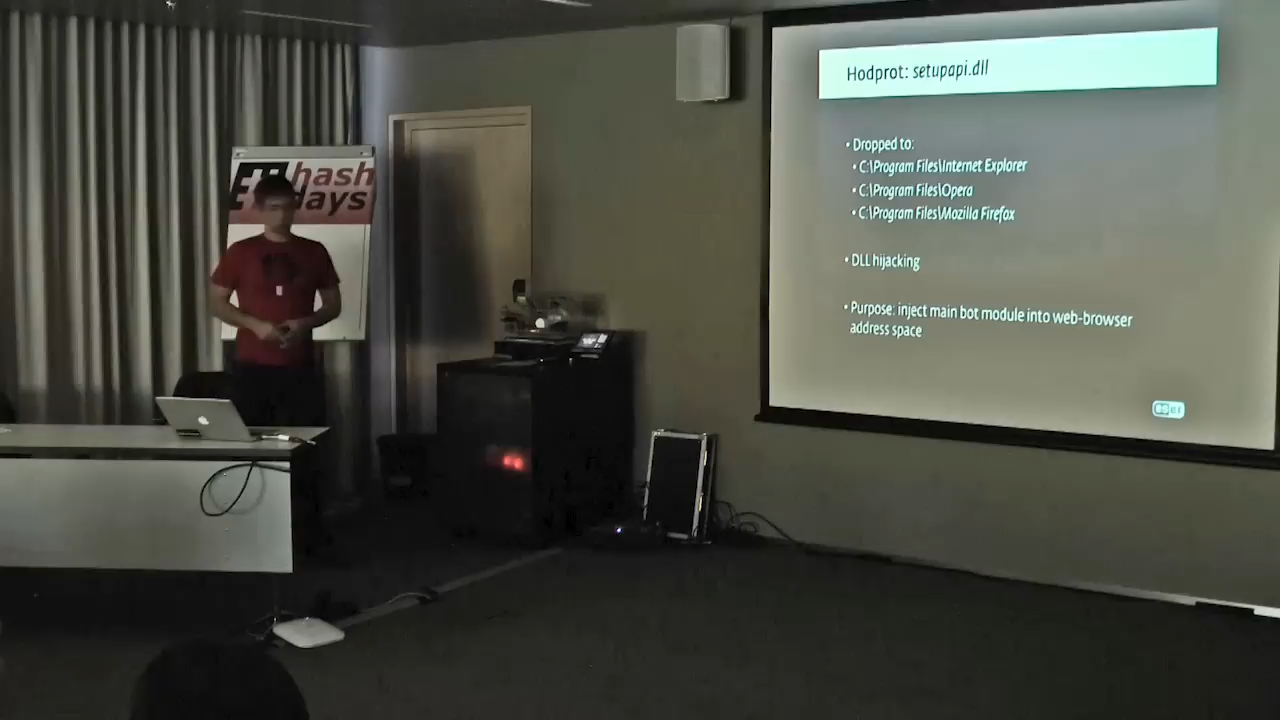 hash
days
Hodprot: setupapi.dll
• Dropped to:
• C:\Program Files\Internet Explorer
• C:\Program Files\Opera
• C:\Program Files\Mozilla Firefox
• DLL hijacking
• Purpose: inject main bot module into web-browser
address space
eset